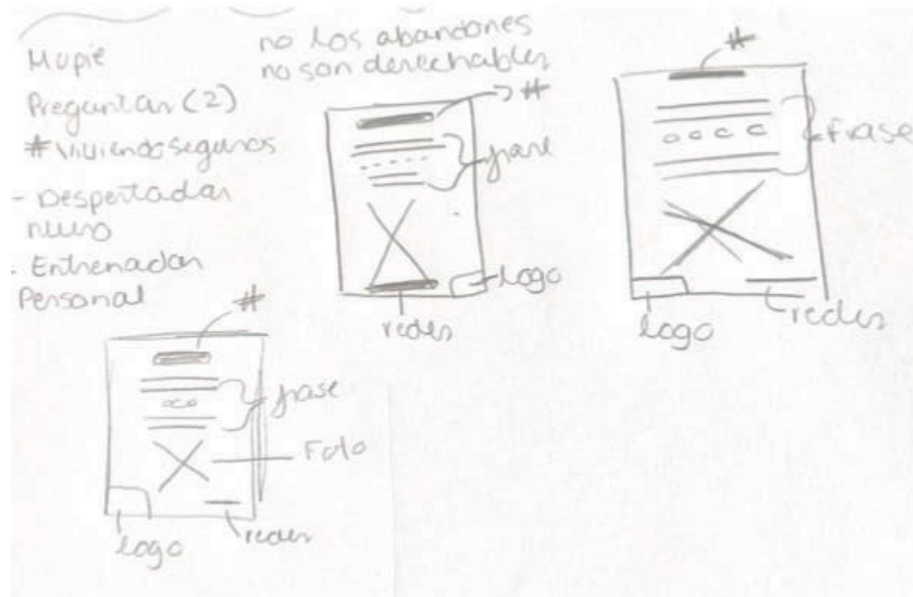 Mupie
Preguntas (2)
#viviendoseguros
- Despertador
nuevo
- Entrenador
Personal
no los abandones
no son desechables
#
frase
logo
redes
#
frase
logo
redes
#
frase
Foto
logo
redes